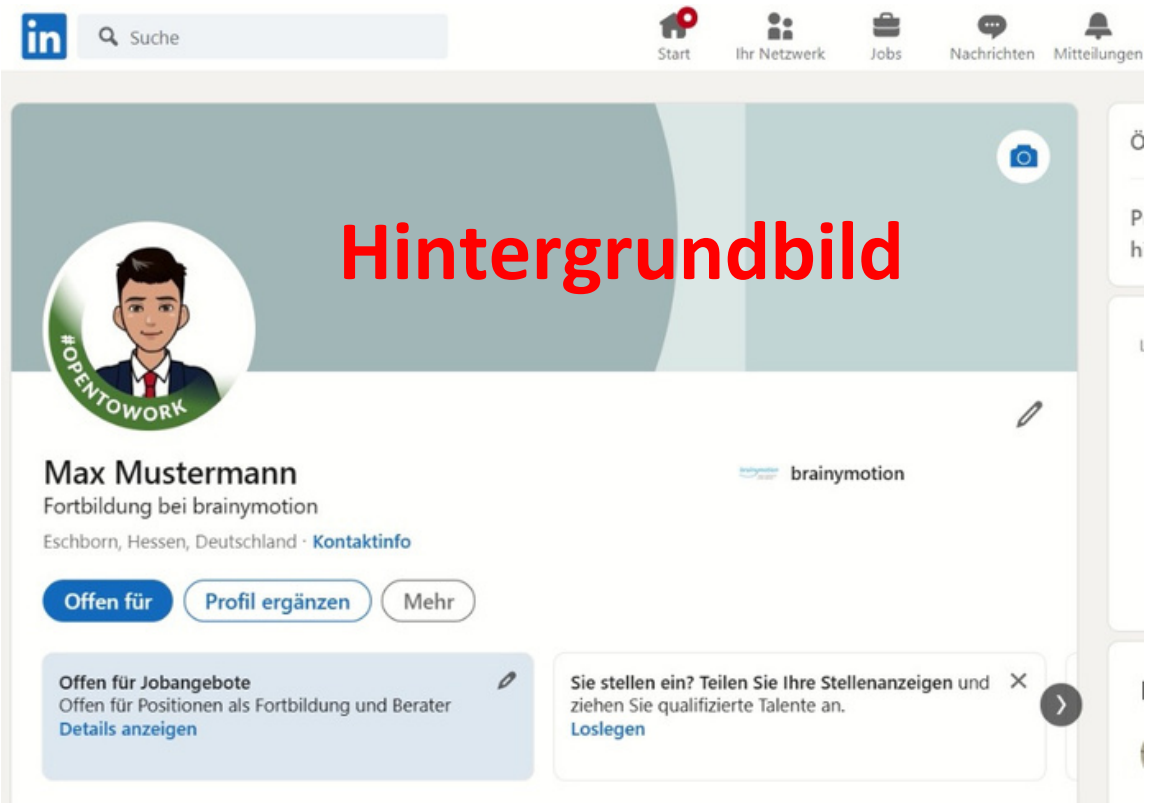 in
Suche
Start
Ihr Netzwerk
Jobs
Nachrichten
Mitteilungen
Hintergrundbild
#OPENTOWORK
Max Mustermann
brainymotion
Fortbildung bei brainymotion
Eschborn, Hessen, Deutschland · Kontaktinfo
Offen für
Profil ergänzen
Mehr
Offen für Jobangebote
Offen für Positionen als Fortbildung und Berater
Details anzeigen
Sie stellen ein? Teilen Sie Ihre Stellenanzeigen und
ziehen Sie qualifizierte Talente an.
Loslegen